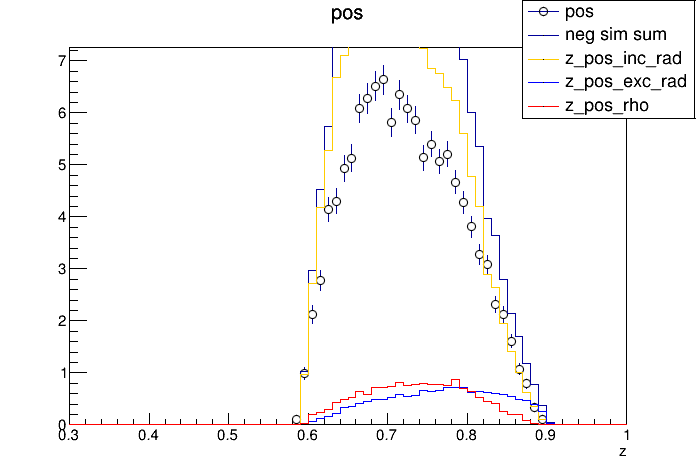 pos
pos
neg sim sum
z_pos_inc_rad
z_pos_exc_rad
z_pos_rho
7
6
5
4
3
2
1
0
0.3 0.4 0.5 0.6 0.7 0.8 0.9 1
z